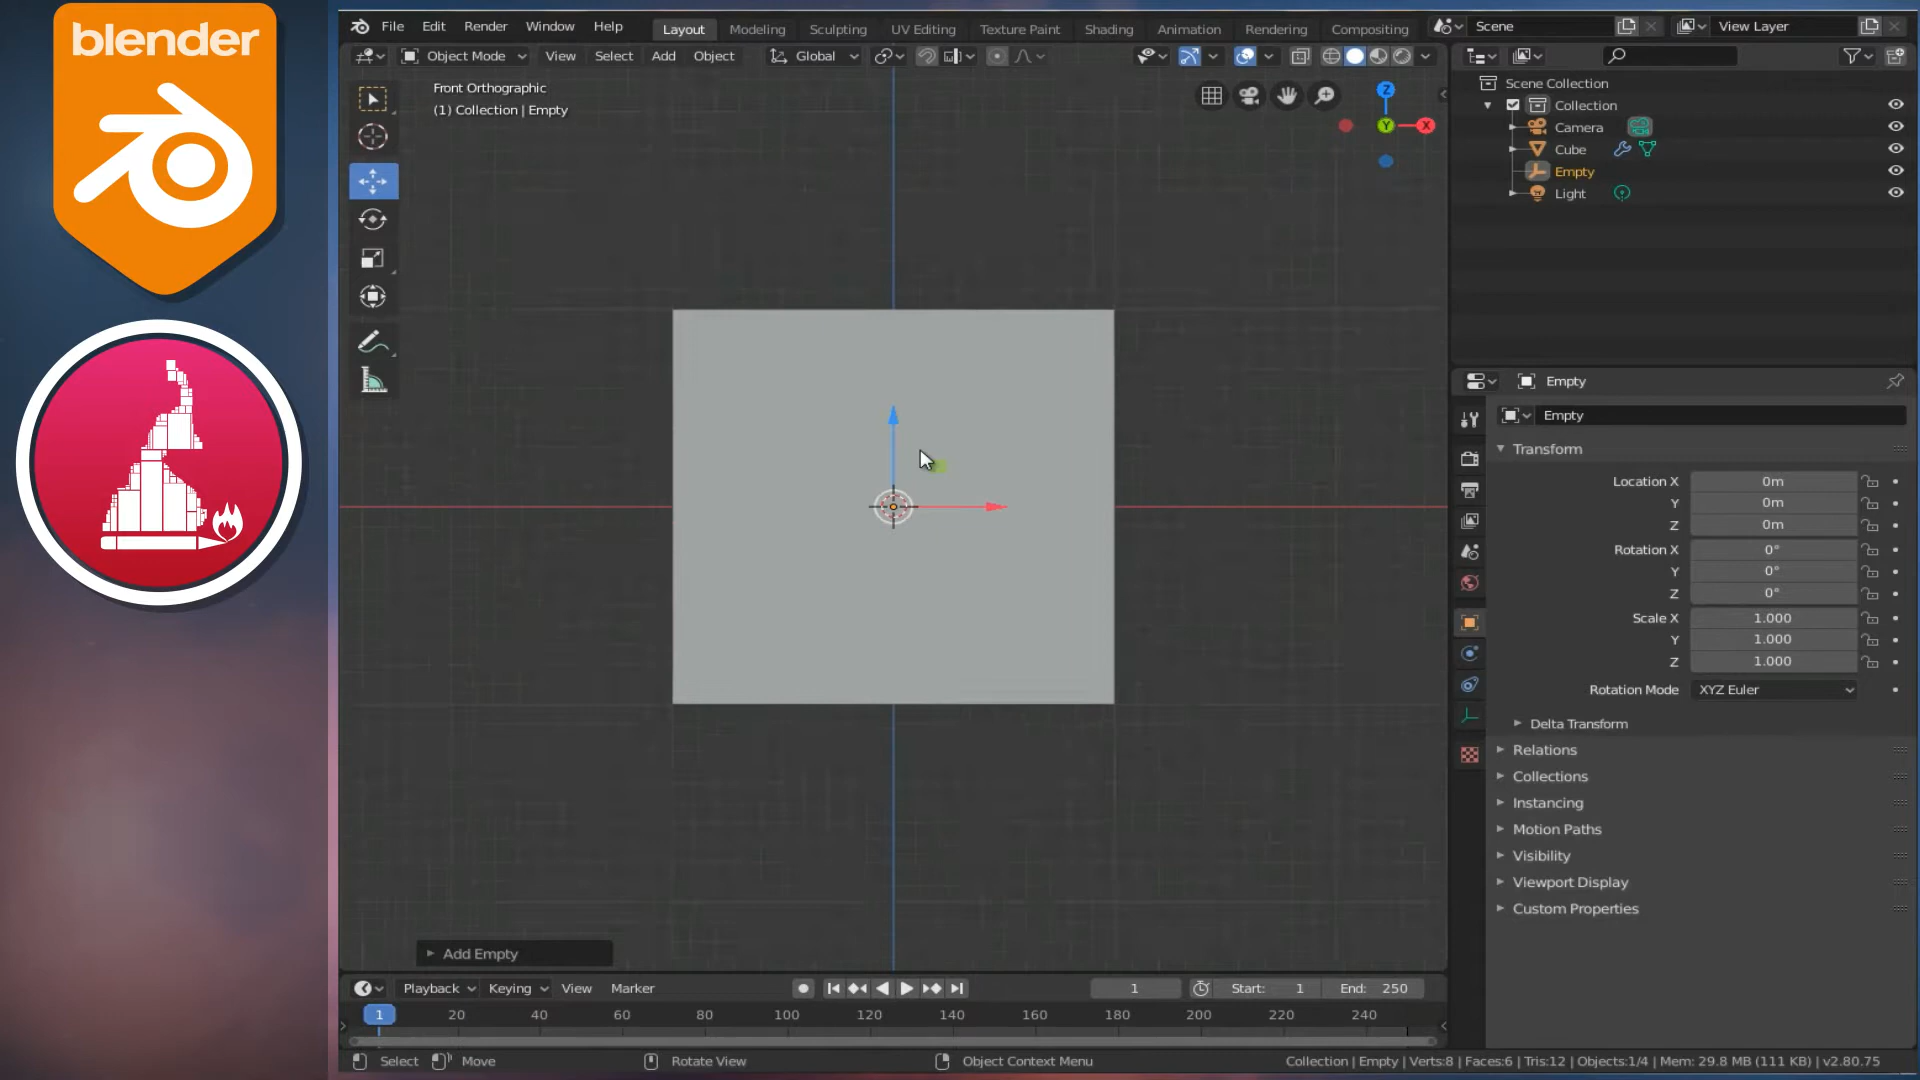 blender
File Edit Render Window Help Layout Modeling Sculpting UV Editing Texture Paint Shading Animation Rendering Compositing Scene View Layer
Object Mode View Select Add Object Global
Front Orthographic
(1) Collection | Empty
Z
Y
X
Scene Collection
Collection
Camera
Cube
Empty
Light
Empty
Empty
Transform
Location X 0m
Y 0m
Z 0m
Rotation X 0°
Y 0°
Z 0°
Scale X 1.000
Y 1.000
Z 1.000
Rotation Mode XYZ Euler
Delta Transform
Relations
Collections
Instancing
Motion Paths
Visibility
Viewport Display
Custom Properties
Add Empty
Playback Keying View Marker 1 Start: 1 End: 250
1 20 40 60 80 100 120 140 160 180 200 220 240
Select Move Rotate View Object Context Menu Collection | Empty | Verts:8 | Faces:6 | Tris:12 | Objects:1/4 | Mem: 29.8 MB (111 KB) | v2.80.75